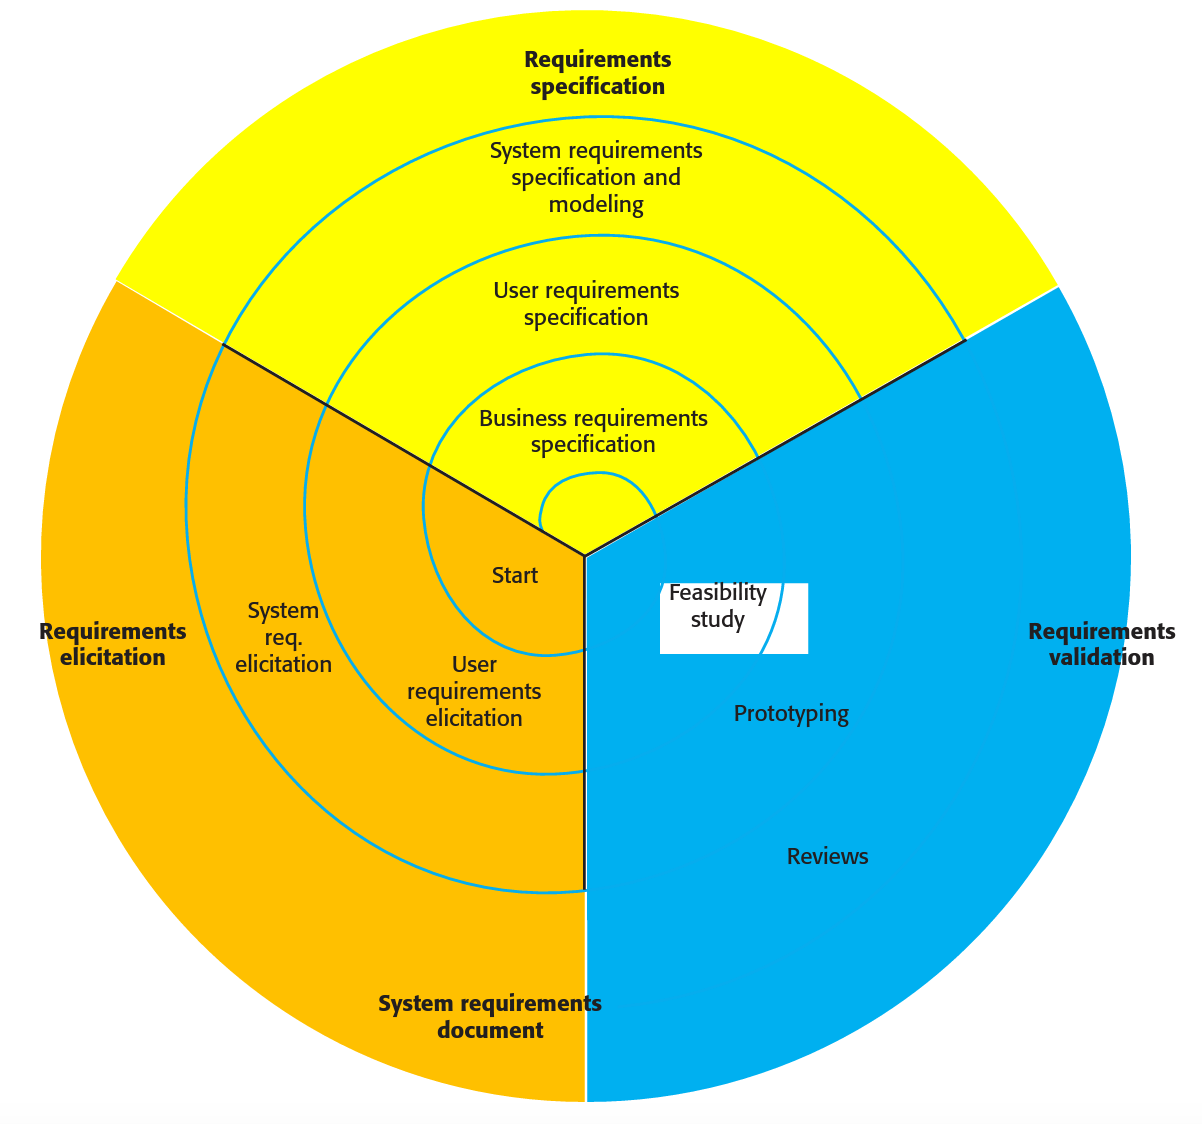 Requirements
specification
System requirements
specification and
modeling
User requirements
specification
Business requirements
specification
Start
Feasibility
study
System
req.
elicitation
Requirements
elicitation
Requirements
validation
User
requirements
elicitation
Prototyping
Reviews
System requirements
document